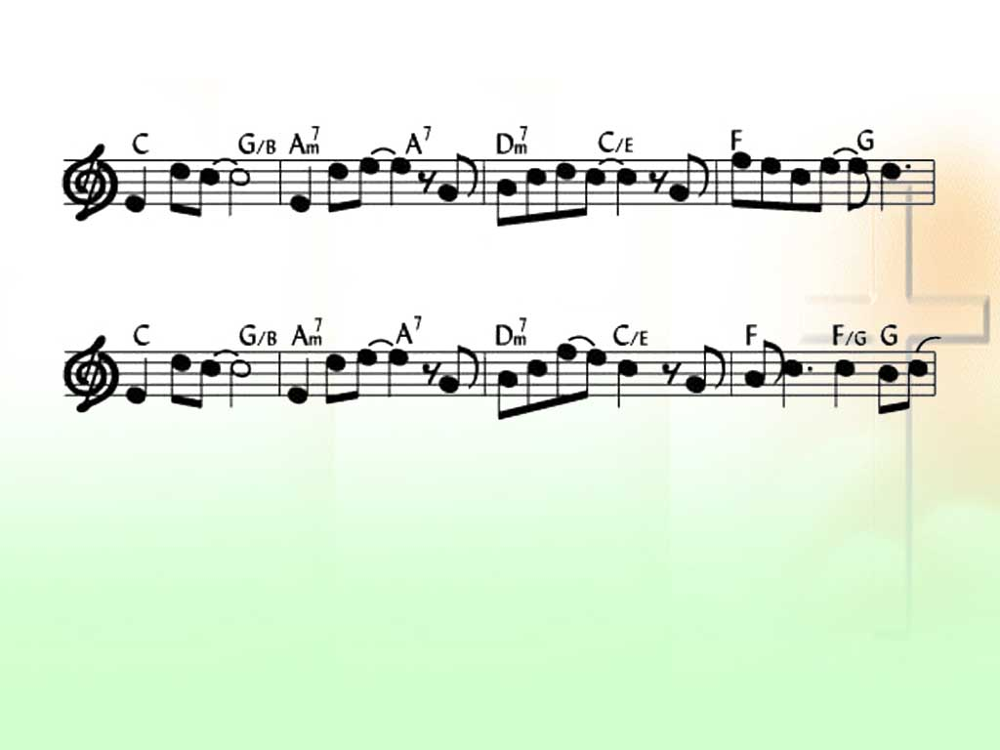 C G/B Am7 A7 Dm7 C/E F G
C G/B Am7 A7 Dm7 C/E F F/G G